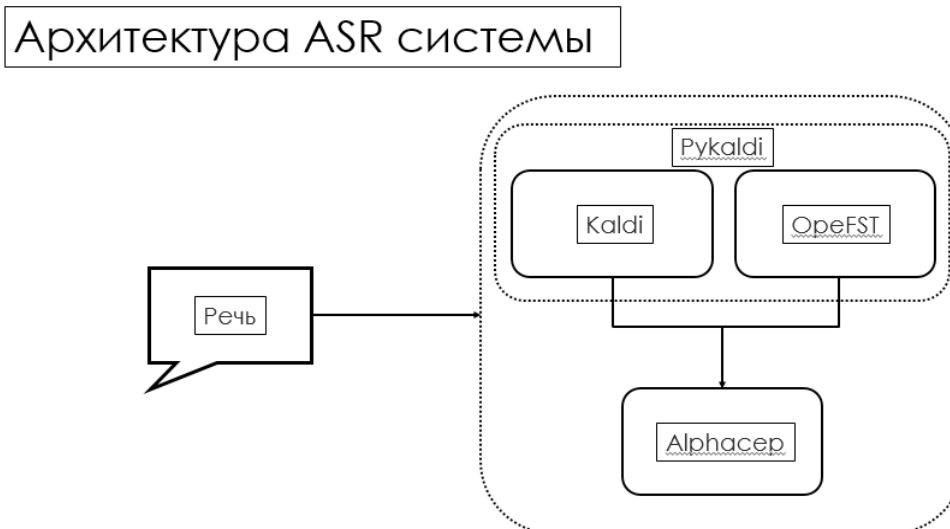 Архитектура ASR системы
Pykaldi
Kaldi
OpeFST
Речь
Alphacep